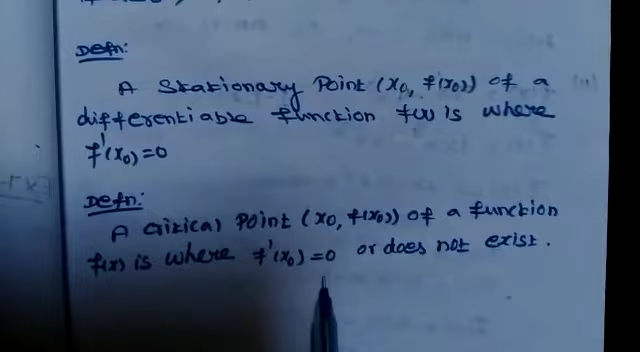 Defn:
A Stationary Point (x₀, f(x₀)) of a
differentiable function f(x) is where
f'(x₀)=0
Defn:
A Critical Point (x₀, f(x₀)) of a function
f(x) is where f'(x₀)=0 or does not exist.